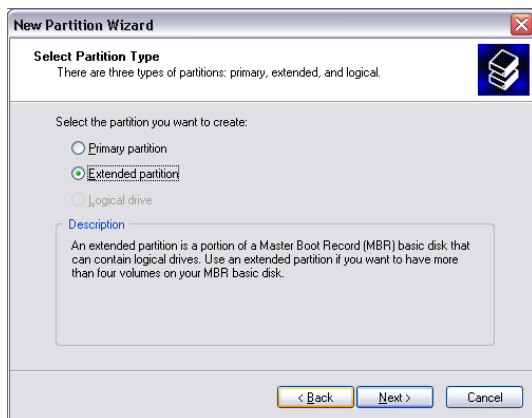 New Partition Wizard
Select Partition Type
There are three types of partitions: primary, extended, and logical.
Select the partition you want to create:
Primary partition
Extended partition
Logical drive
Description
An extended partition is a portion of a Master Boot Record (MBR) basic disk that
can contain logical drives. Use an extended partition if you want to have more
than four volumes on your MBR basic disk.
< Back Next > Cancel